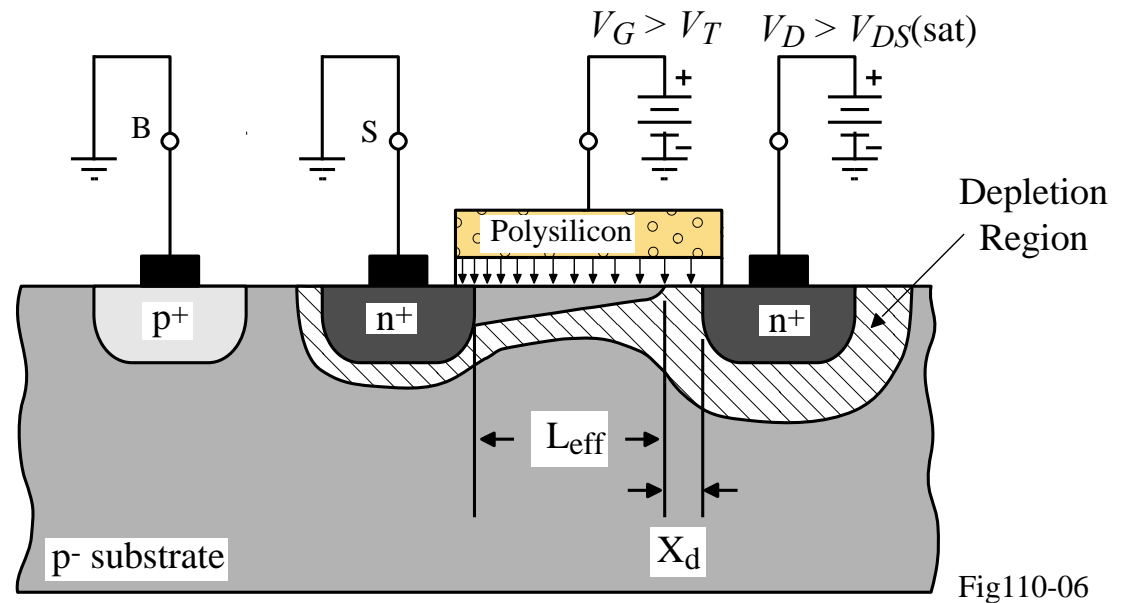 V_G > V_T
V_D > V_DS(sat)
+
+
B
S
-
-
Depletion
Region
Polysilicon
p+
n+
n+
L_eff
X_d
p- substrate
Fig110-06